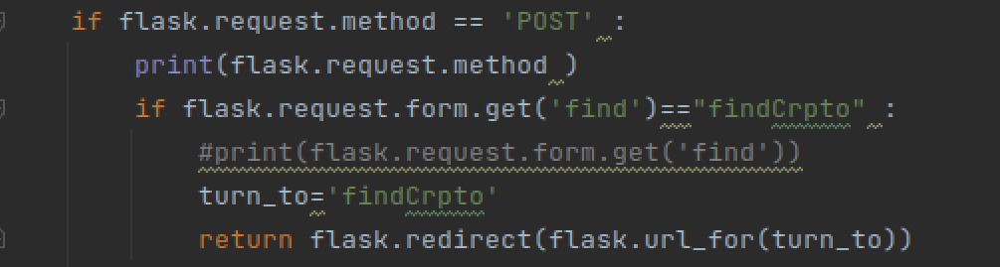 if flask.request.method == 'POST' :
print(flask.request.method )
if flask.request.form.get('find')=="findCrpto" :
#print(flask.request.form.get('find'))
turn_to='findCrpto'
return flask.redirect(flask.url_for(turn_to))